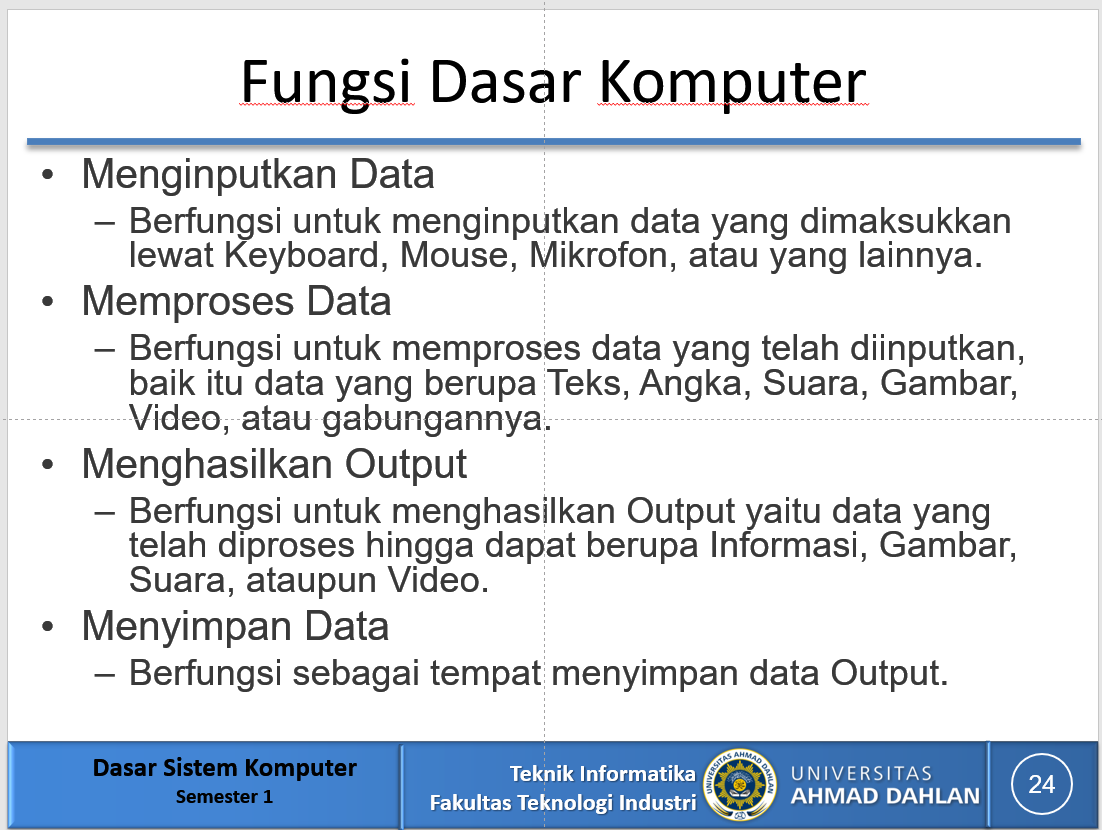 Fungsi Dasar Komputer
• Menginputkan Data
– Berfungsi untuk menginputkan data yang dimaksukkan
lewat Keyboard, Mouse, Mikrofon, atau yang lainnya.
• Memproses Data
– Berfungsi untuk memproses data yang telah diinputkan,
baik itu data yang berupa Teks, Angka, Suara, Gambar,
Video, atau gabungannya.
• Menghasilkan Output
– Berfungsi untuk menghasilkan Output yaitu data yang
telah diproses hingga dapat berupa Informasi, Gambar,
Suara, ataupun Video.
• Menyimpan Data
– Berfungsi sebagai tempat menyimpan data Output.
Dasar Sistem Komputer
Semester 1
Teknik Informatika
Fakultas Teknologi Industri
UNIVERSITAS AHMAD DAHLAN
UNIVERSITAS
AHMAD DAHLAN
24